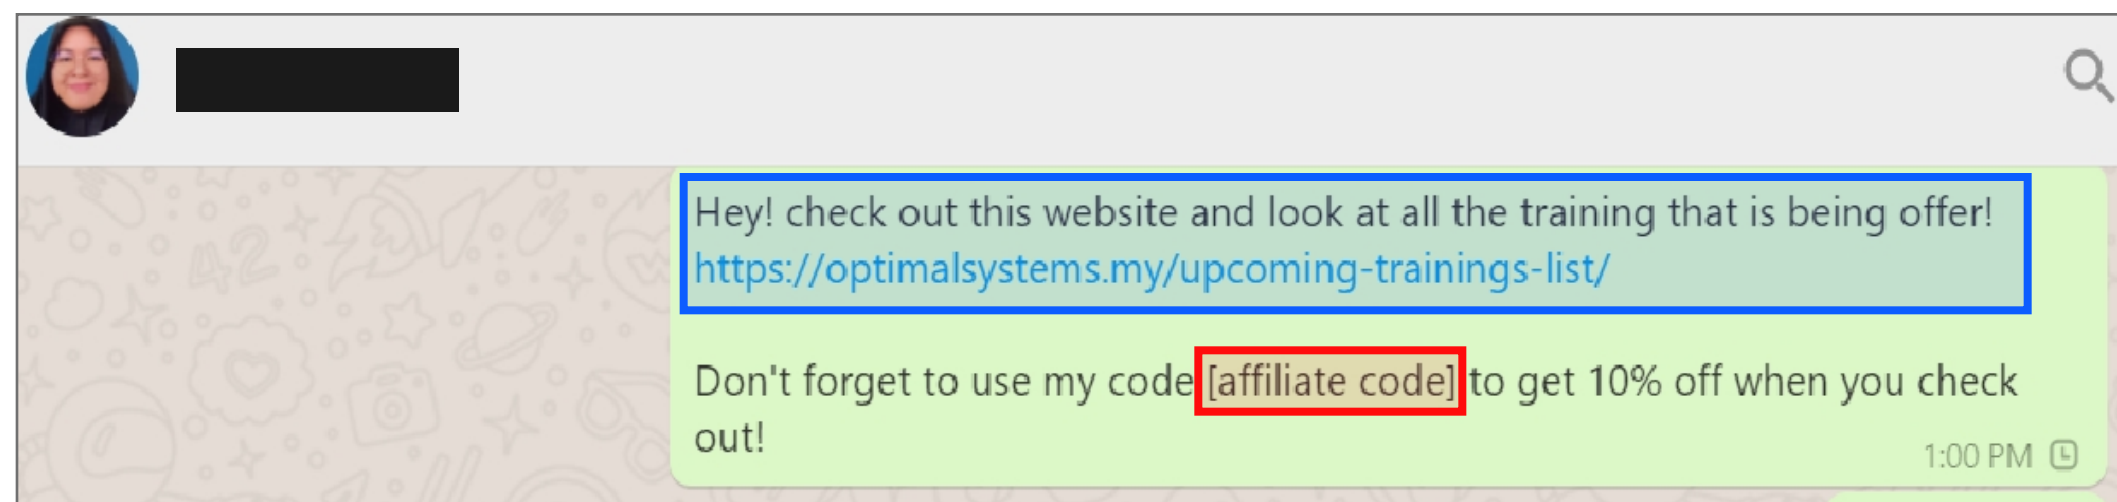 Hey! check out this website and look at all the training that is being offer!
https://optimalsystems.my/upcoming-trainings-list/
Don't forget to use my code [affiliate code] to get 10% off when you check
out!
1:00 PM